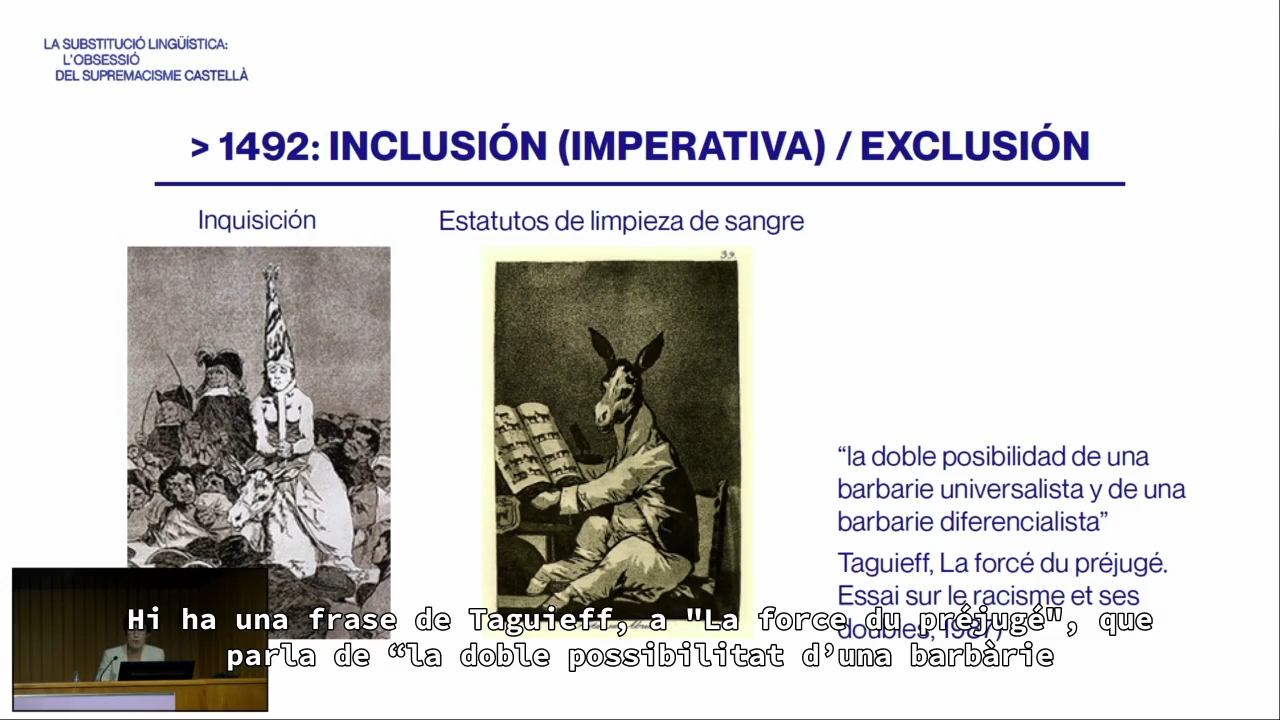 LA SUBSTITUCIÓ LINGÜÍSTICA:
L'OBSESSIÓ
DEL SUPREMACISME CASTELLÀ
> 1492: INCLUSIÓN (IMPERATIVA) / EXCLUSIÓN
Inquisición
Estatutos de limpieza de sangre
39.
“la doble posibilidad de una
barbarie universalista y de una
barbarie diferencialista”
Taguieff, La forcé du préjugé.
Essai sur le racisme et ses
doubles, 1987)
Hi ha una frase de Taguieff, a "La force du préjugé", que
parla de “la doble possibilitat d’una barbàrie